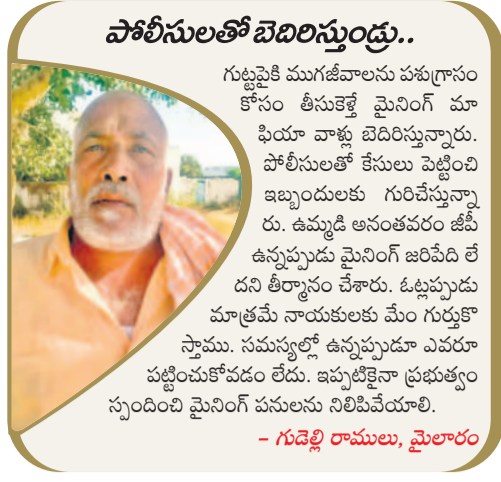 పోలీసులతో బెదిరిస్తుండ్రు..
గుట్టపైకి ముగజీవాలను పశుగ్రాసం
కోసం తీసుకెళ్తే మైనింగ్ మా
ఫియా వాళ్లు బెదిరిస్తున్నారు.
పోలీసులతో కేసులు పెట్టించి
ఇబ్బందులకు గురిచేస్తున్నా
రు. ఉమ్మడి అనంతవరం జీపీ
ఉన్నప్పుడు మైనింగ్ జరిపేది లే
దని తీర్మానం చేశారు. ఓట్లప్పుడు
మాత్రమే నాయకులకు మేం గుర్తుకొ
స్తాము. సమస్యల్లో ఉన్నప్పుడూ ఎవరూ
పట్టించుకోవడం లేదు. ఇప్పటికైనా ప్రభుత్వం
స్పందించి మైనింగ్ పనులను నిలిపివేయాలి.
– గుడెల్లి రాములు, మైలారం